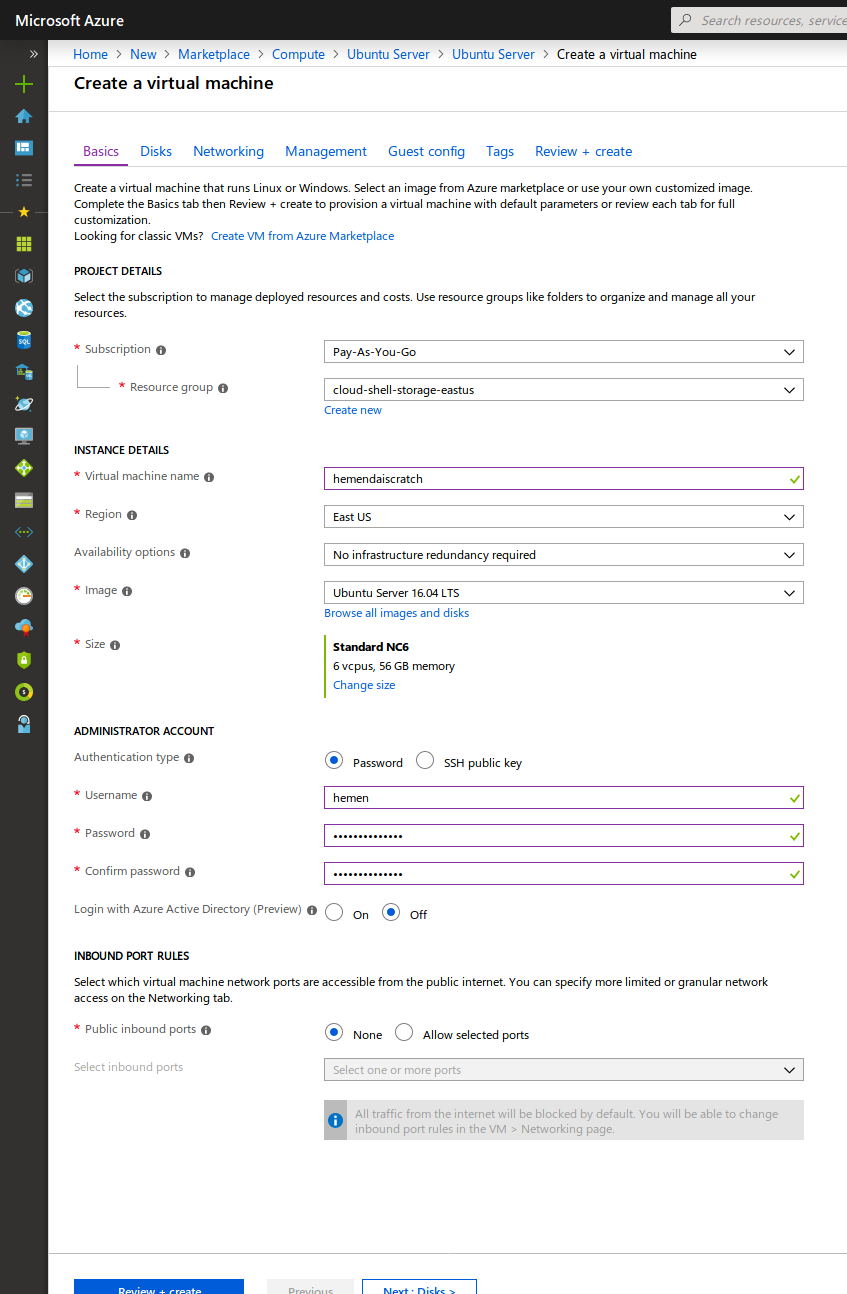 Microsoft Azure
Search resources, service
Home > New > Marketplace > Compute > Ubuntu Server > Ubuntu Server > Create a virtual machine
Create a virtual machine
Basics Disks Networking Management Guest config Tags Review + create
Create a virtual machine that runs Linux or Windows. Select an image from Azure marketplace or use your own customized image.
Complete the Basics tab then Review + create to provision a virtual machine with default parameters or review each tab for full
customization.
Looking for classic VMs? Create VM from Azure Marketplace
PROJECT DETAILS
Select the subscription to manage deployed resources and costs. Use resource groups like folders to organize and manage all your
resources.
* Subscription
Pay-As-You-Go
* Resource group
cloud-shell-storage-eastus
Create new
INSTANCE DETAILS
* Virtual machine name
hemendaiscratch
* Region
East US
Availability options
No infrastructure redundancy required
* Image
Ubuntu Server 16.04 LTS
Browse all images and disks
* Size
Standard NC6
6 vcpus, 56 GB memory
Change size
ADMINISTRATOR ACCOUNT
Authentication type
Password SSH public key
* Username
hemen
* Password
••••••••••••••
* Confirm password
••••••••••••••
Login with Azure Active Directory (Preview)
On Off
INBOUND PORT RULES
Select which virtual machine network ports are accessible from the public internet. You can specify more limited or granular network
access on the Networking tab.
* Public inbound ports
None Allow selected ports
Select inbound ports
Select one or more ports
All traffic from the internet will be blocked by default. You will be able to change
inbound port rules in the VM > Networking page.
Review + create Previous Next : Disks >